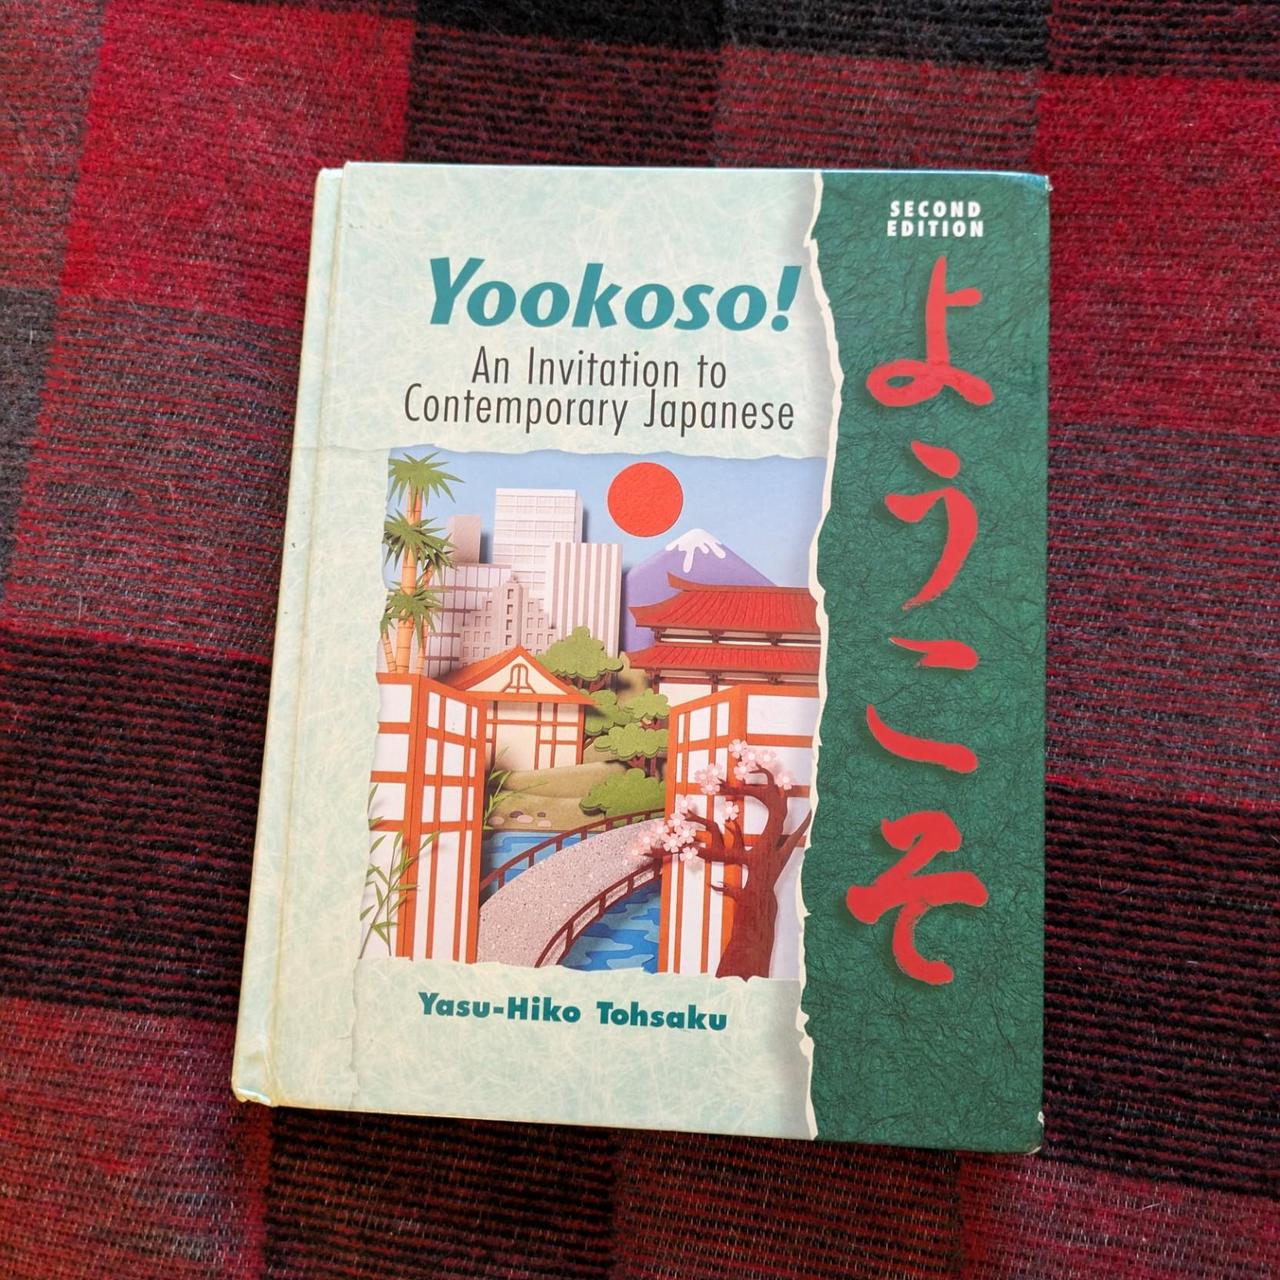 SECOND
EDITION
Yookoso!
An Invitation to
Contemporary Japanese
ようこそ
Yasu-Hiko Tohsaku